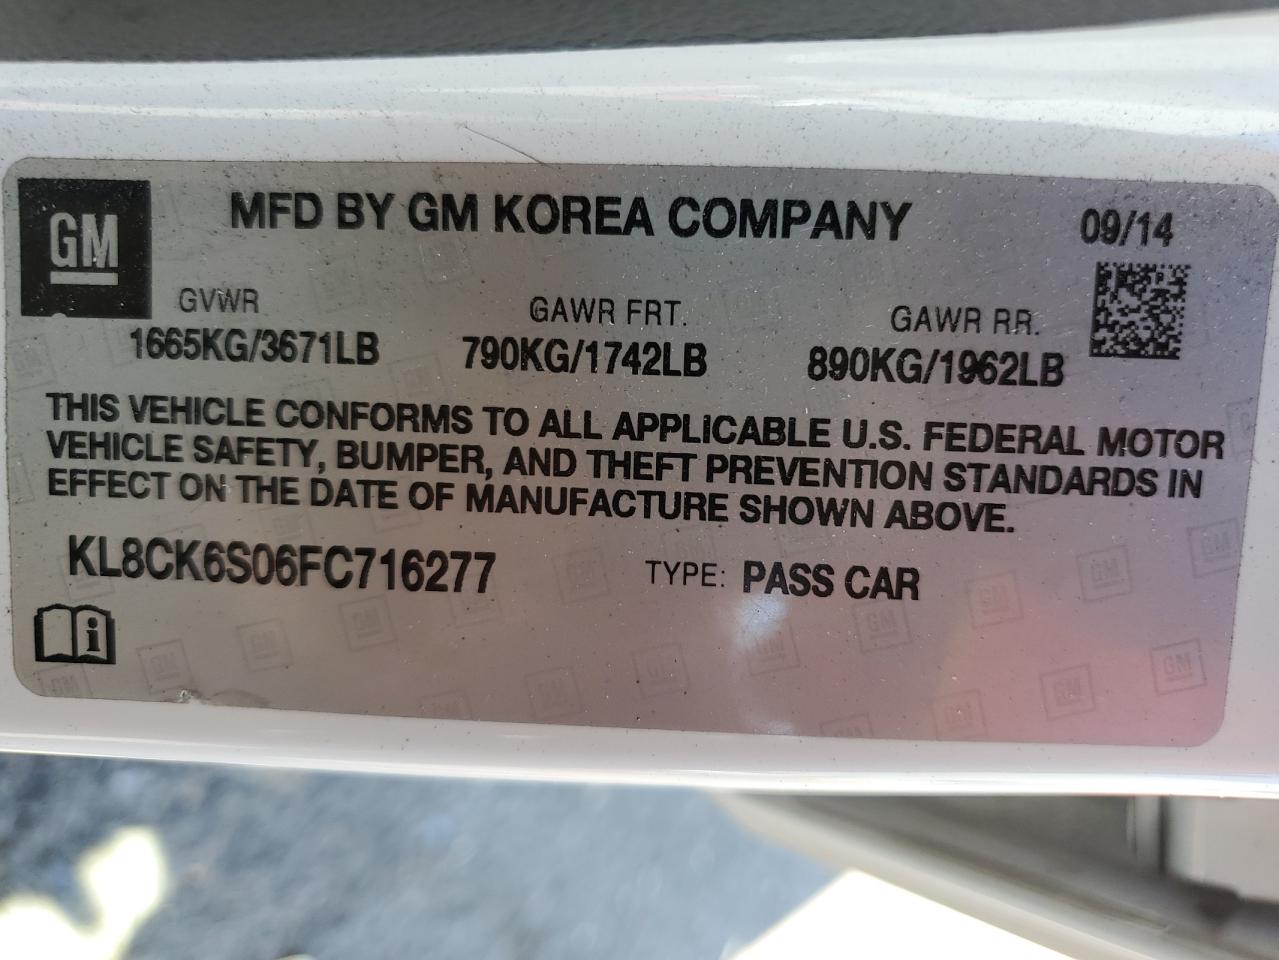 GM
MFD BY GM KOREA COMPANY 09/14
GVWR GAWR FRT. GAWR RR.
1665KG/3671LB 790KG/1742LB 890KG/1962LB
THIS VEHICLE CONFORMS TO ALL APPLICABLE U.S. FEDERAL MOTOR
VEHICLE SAFETY, BUMPER, AND THEFT PREVENTION STANDARDS IN
EFFECT ON THE DATE OF MANUFACTURE SHOWN ABOVE.
KL8CK6S06FC716277 TYPE: PASS CAR